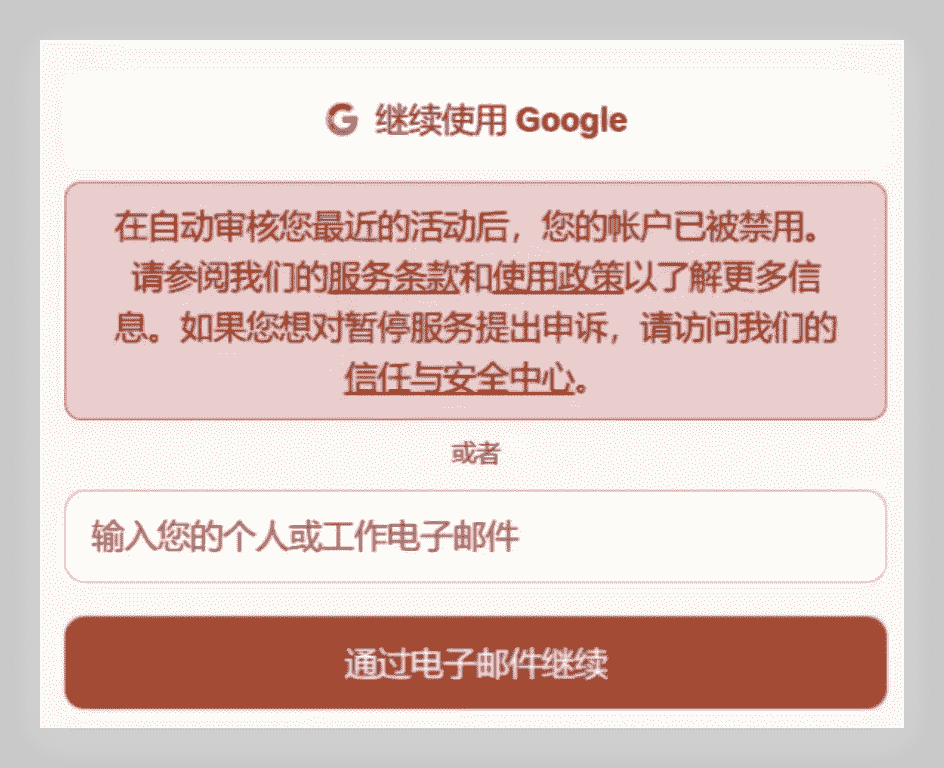 继续使用 Google
在自动审核您最近的活动后，您的帐户已被禁用。
请参阅我们的服务条款和使用政策以了解更多信
息。如果您想对暂停服务提出申诉，请访问我们的
信任与安全中心。
或者
输入您的个人或工作电子邮件
通过电子邮件继续